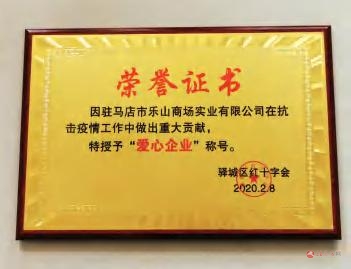 荣誉证书
因驻马店市乐山商场实业有限公司在抗
击疫情工作中做出重大贡献，
特授予“爱心企业”称号。
驿城区红十字会
2020.2.8